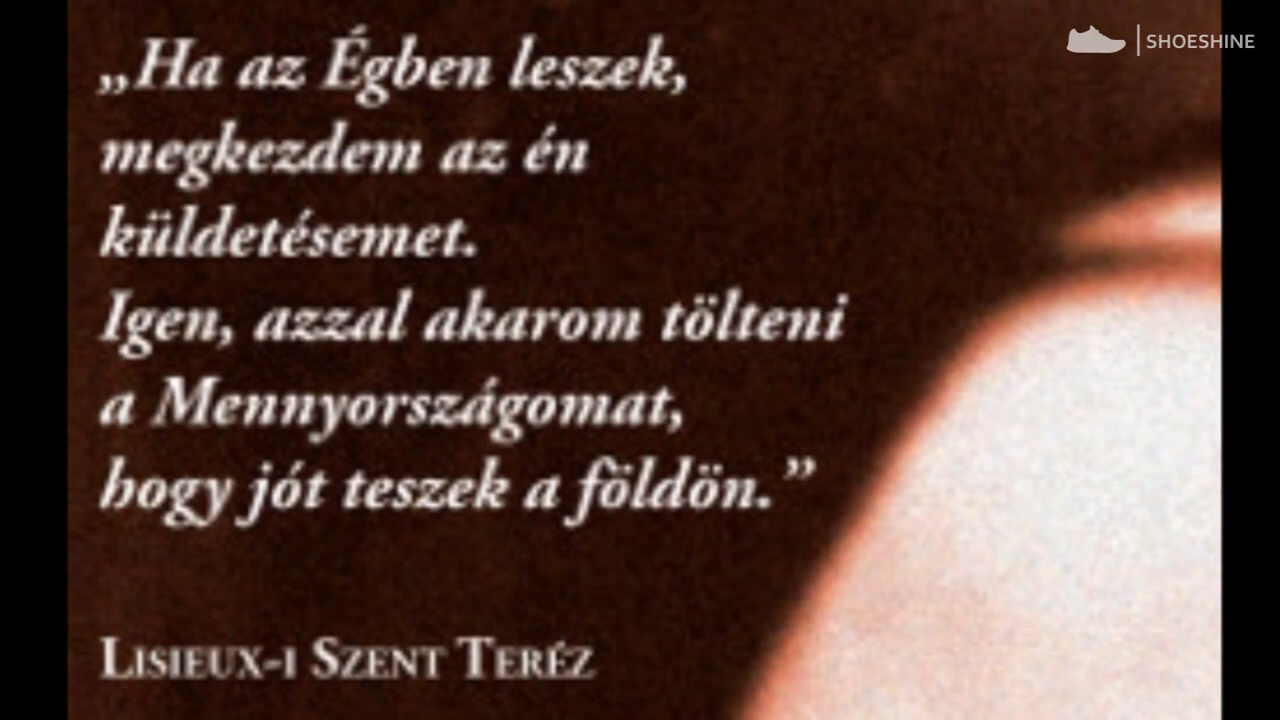 SHOESHINE
„Ha az Égben leszek,
megkezdem az én
küldetésemet.
Igen, azzal akarom tölteni
a Mennyországomat,
hogy jót teszek a földön.”
Lisieux-i Szent Teréz